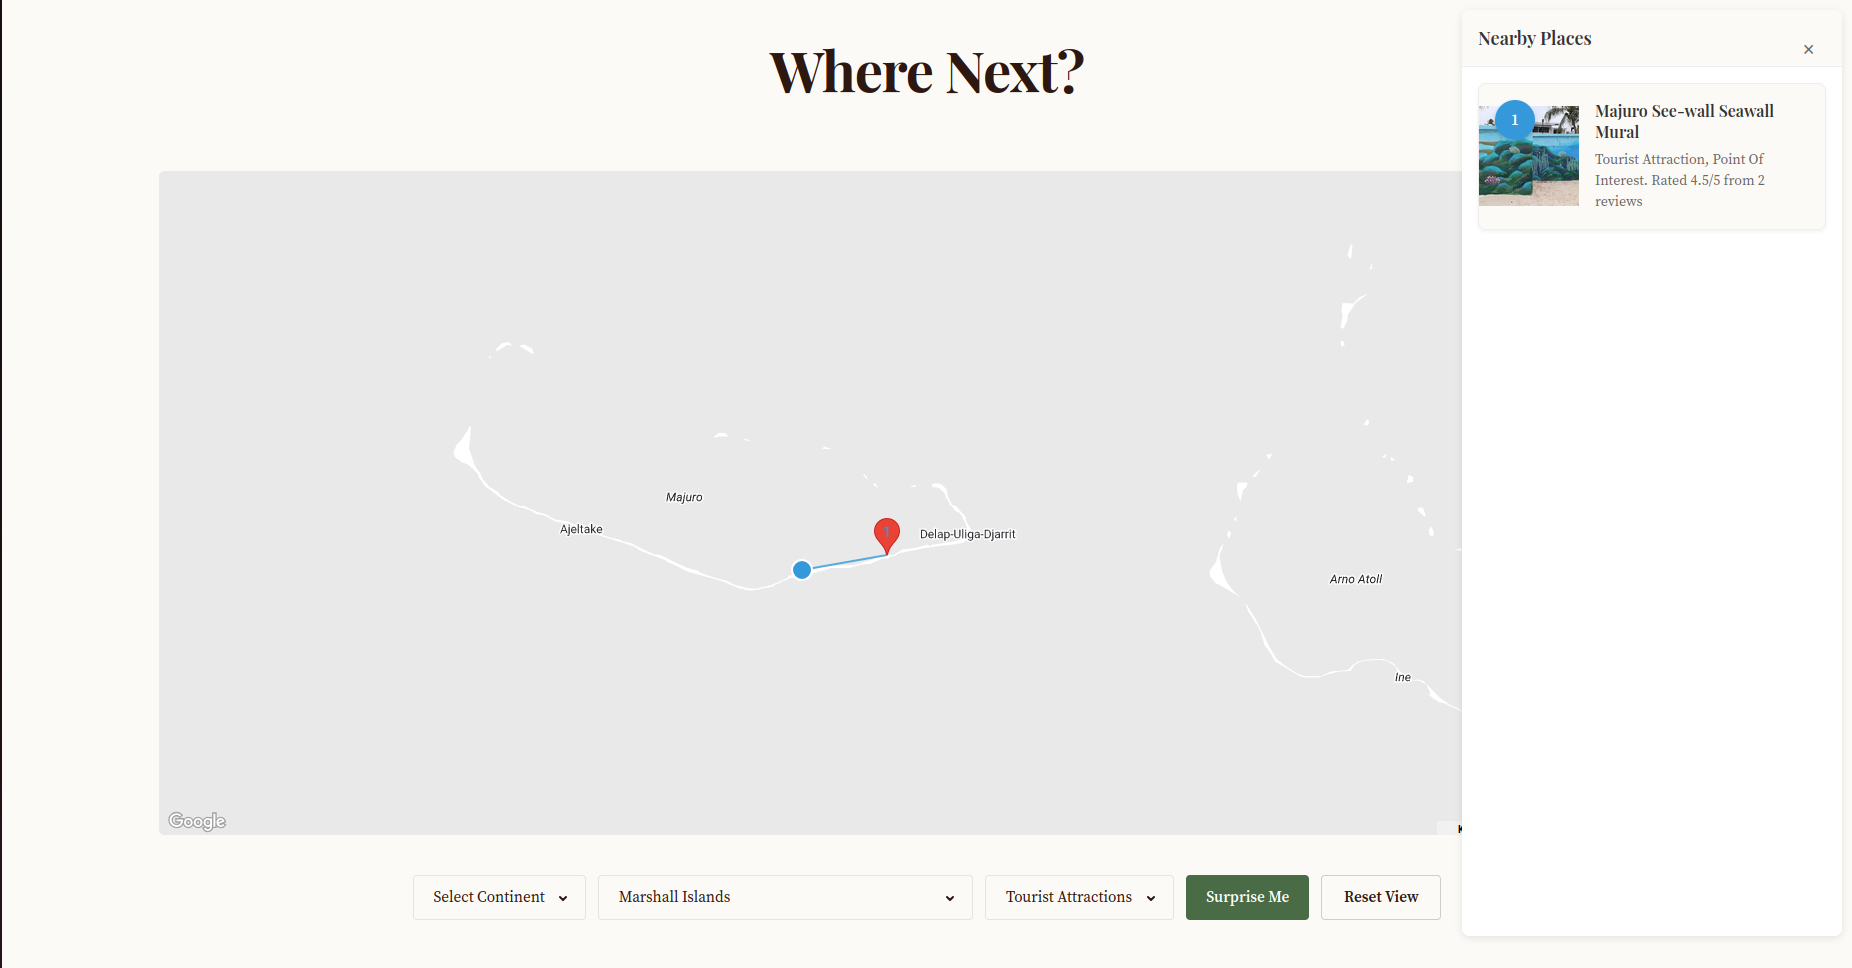 Where Next?
Nearby Places
×
1
Majuro See-wall Seawall
Mural
Tourist Attraction, Point Of
Interest. Rated 4.5/5 from 2
reviews
Majuro
Ajeltake
1
Delap-Uliga-Djarrit
Arno Atoll
Ine
Google
Select Continent
Marshall Islands
Tourist Attractions
Surprise Me
Reset View